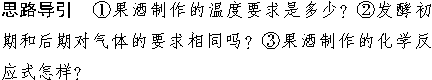 思路导引 ①果酒制作的温度要求是多少？②发酵初
期和后期对气体的要求相同吗？③果酒制作的化学反
应式怎样？